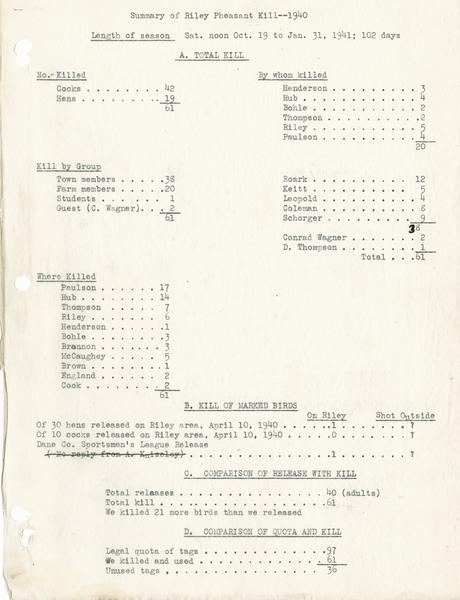 Summary of Riley Pheasant Kill--1940
Length of season Sat. noon Oct. 19 to Jan. 31, 1941; 102 days
A. TOTAL KILL
No. Killed
Cocks . . . . . . . . 42
Hens . . . . . . . . . 19
61
By whom killed
Henderson . . . . . . . . . 3
Hub . . . . . . . . . . . . 4
Bohle . . . . . . . . . . . 2
Thompson . . . . . . . . . .2
Riley . . . . . . . . . . . 5
Paulson . . . . . . . . . . 4
20
Kill by Group
Town members . . . . .38
Farm members . . . . .20
Students . . . . . . 1
Guest (C. Wagner). . . 2
61
Roark . . . . . . . . . . 12
Keitt . . . . . . . . . . 5
Leopold . . . . . . . . . 4
Coleman . . . . . . . . . 8
Schorger . . . . . . . . . 9
38
Conrad Wagner . . . . . . . 2
D. Thompson . . . . . . . . 1
Total . . .61
Where Killed
Paulson . . . . . . 17
Hub . . . . . . . . 14
Thompson . . . . . . 7
Riley . . . . . . . 6
Henderson . . . . . .1
Bohle . . . . . . . .3
Brannon . . . . . . .3
McCaughey . . . . . 5
Brown . . . . . . . .1
England . . . . . . 2
Cook . . . . . . . . 2
61
B. KILL OF MARKED BIRDS
On Riley Shot Outside
Of 30 hens released on Riley area, April 10, 1940. . . . .1 . . . . . . .?
Of 10 cocks released on Riley area, April 10, 1940. . . . .0 . . . . . . .?
Dane Co. Sportsmen's League Release
( No reply from A. Kniseley) . . . . . . . . . . . . . . . . . . . . . . .?
C. COMPARISON OF RELEASE WITH KILL
Total releases . . . . . . . . . . . . . 40 (adults)
Total kill . . . . . . . . . . . . . . .61
We killed 21 more birds than we released
D. COMPARISON OF QUOTA AND KILL
Legal quota of tags . . . . . . . . . . . . .97
We killed and used . . . . . . . . . . . . . 61
Unused tags . . . . . . . . . . . . . . . . 36